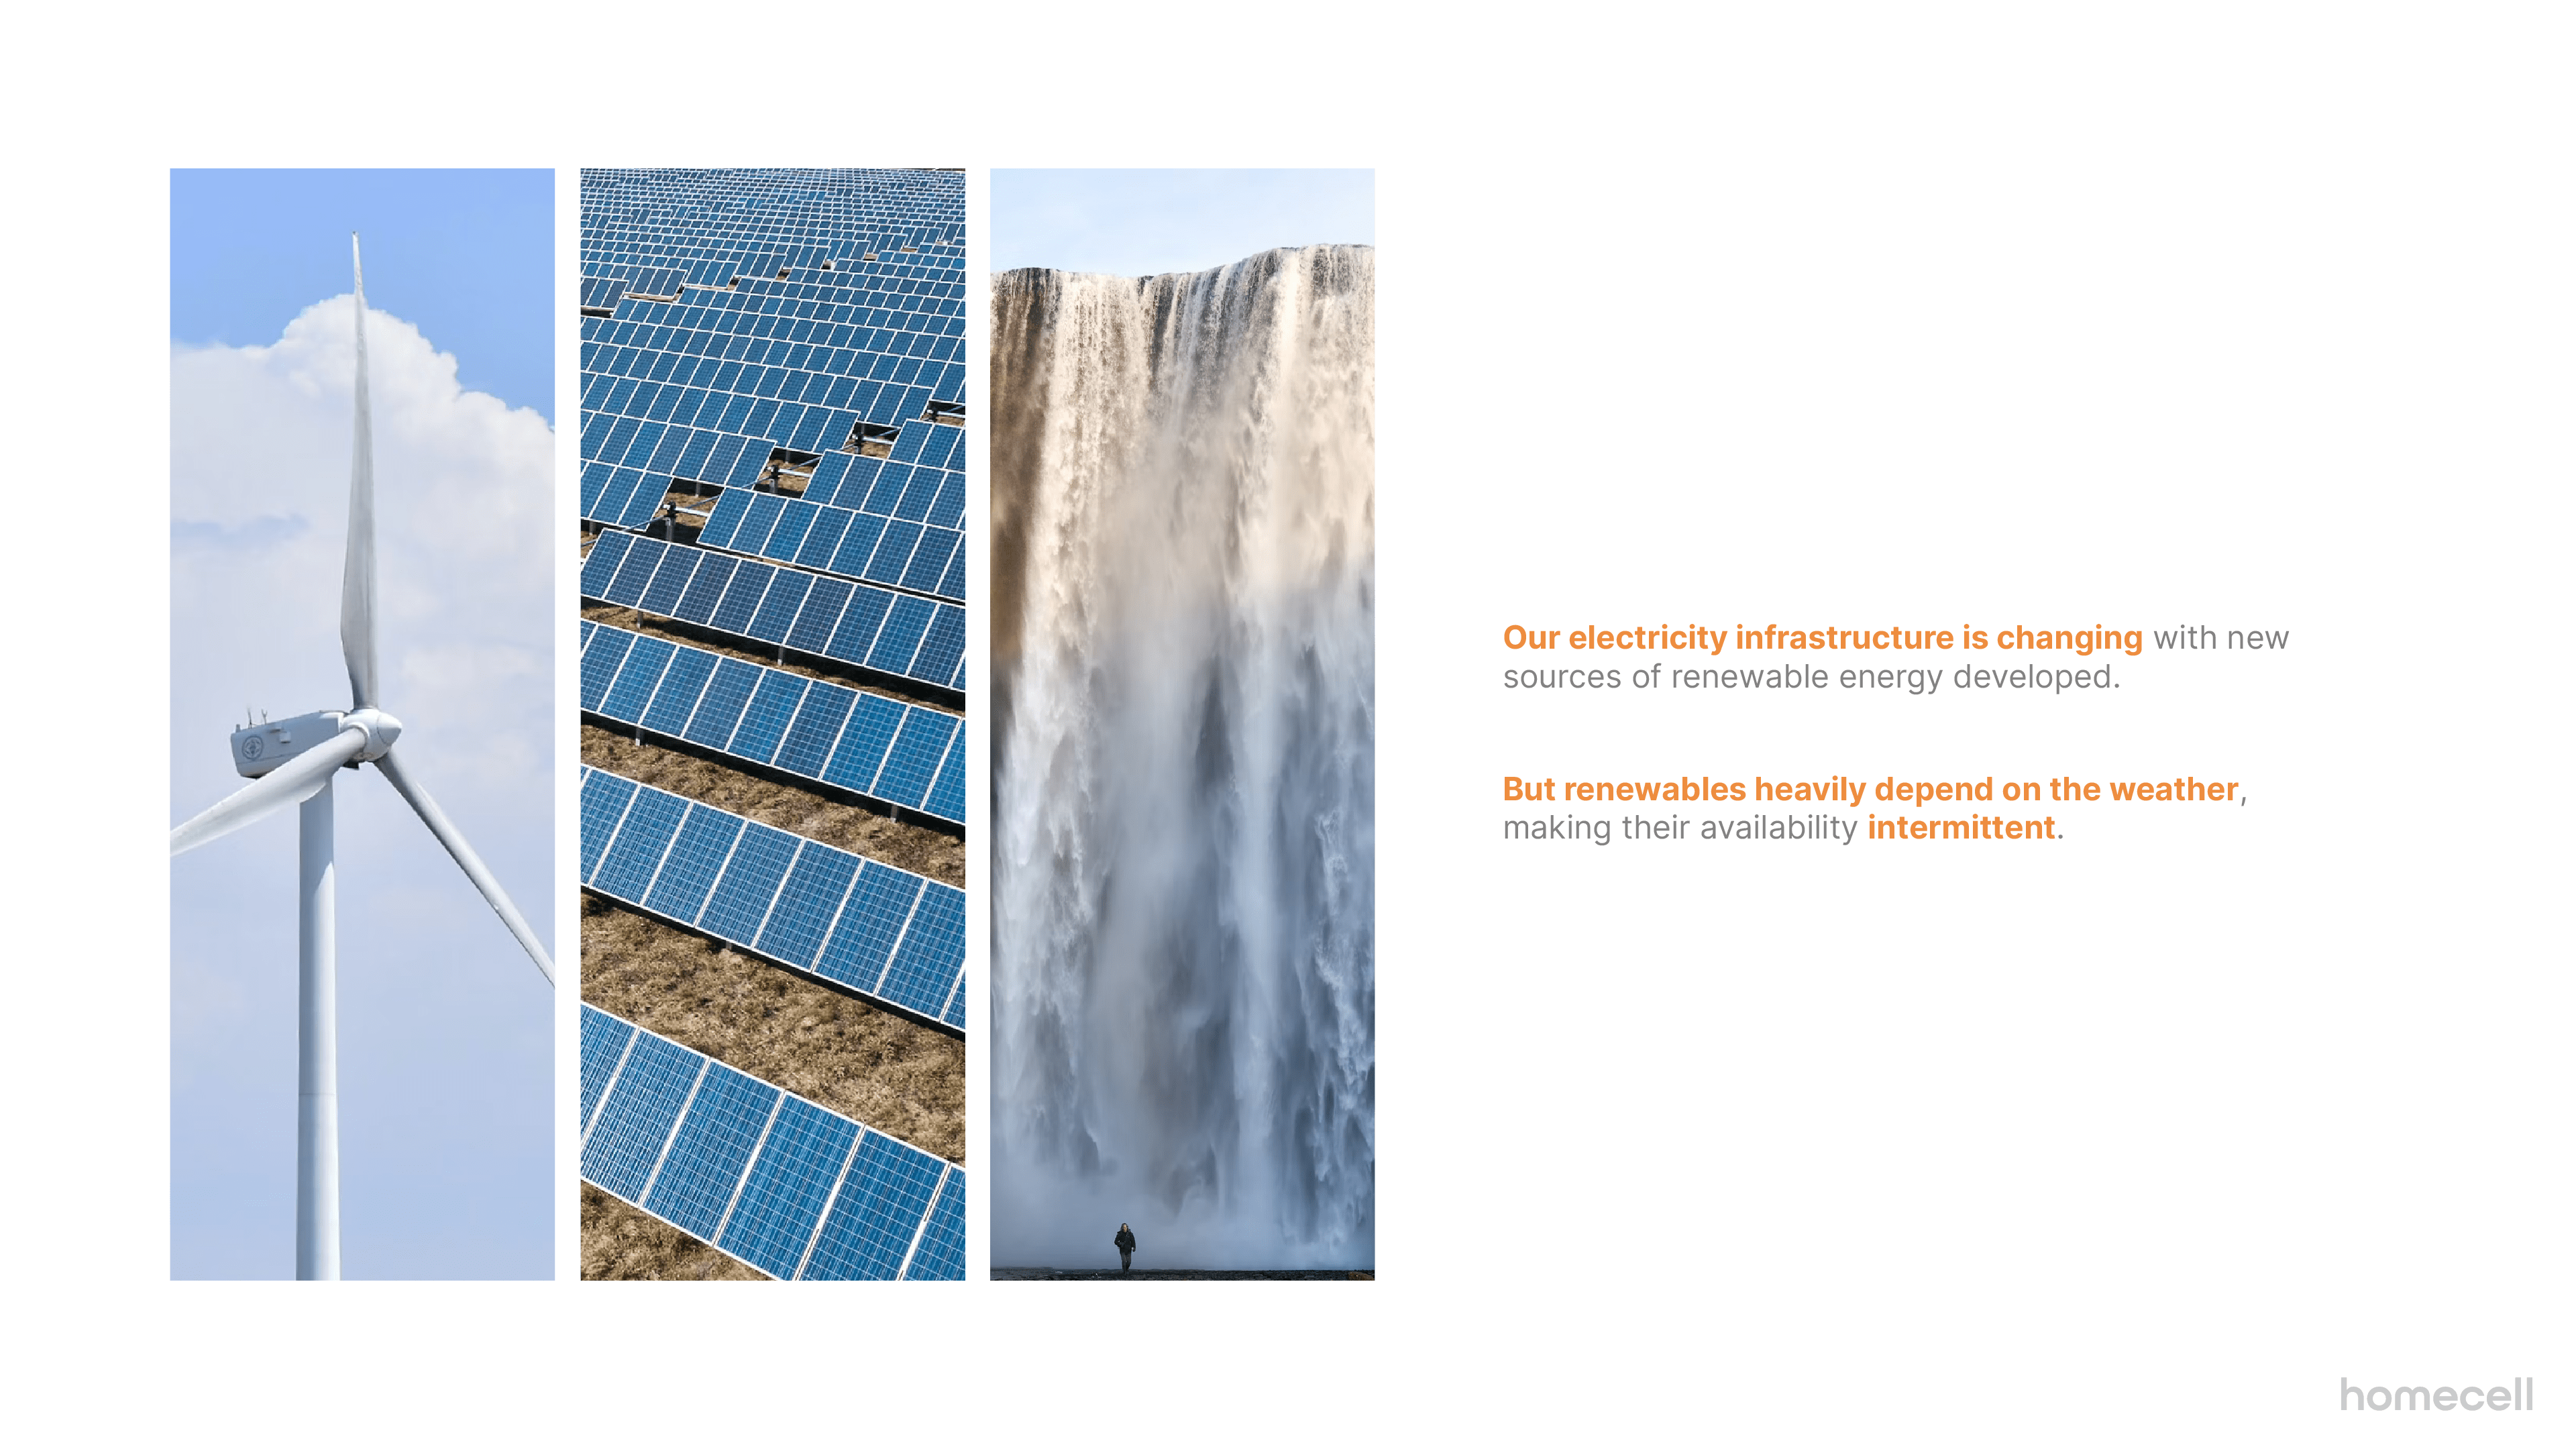 Our electricity infrastructure is changing with new
sources of renewable energy developed.
But renewables heavily depend on the weather,
making their availability intermittent.
homecell